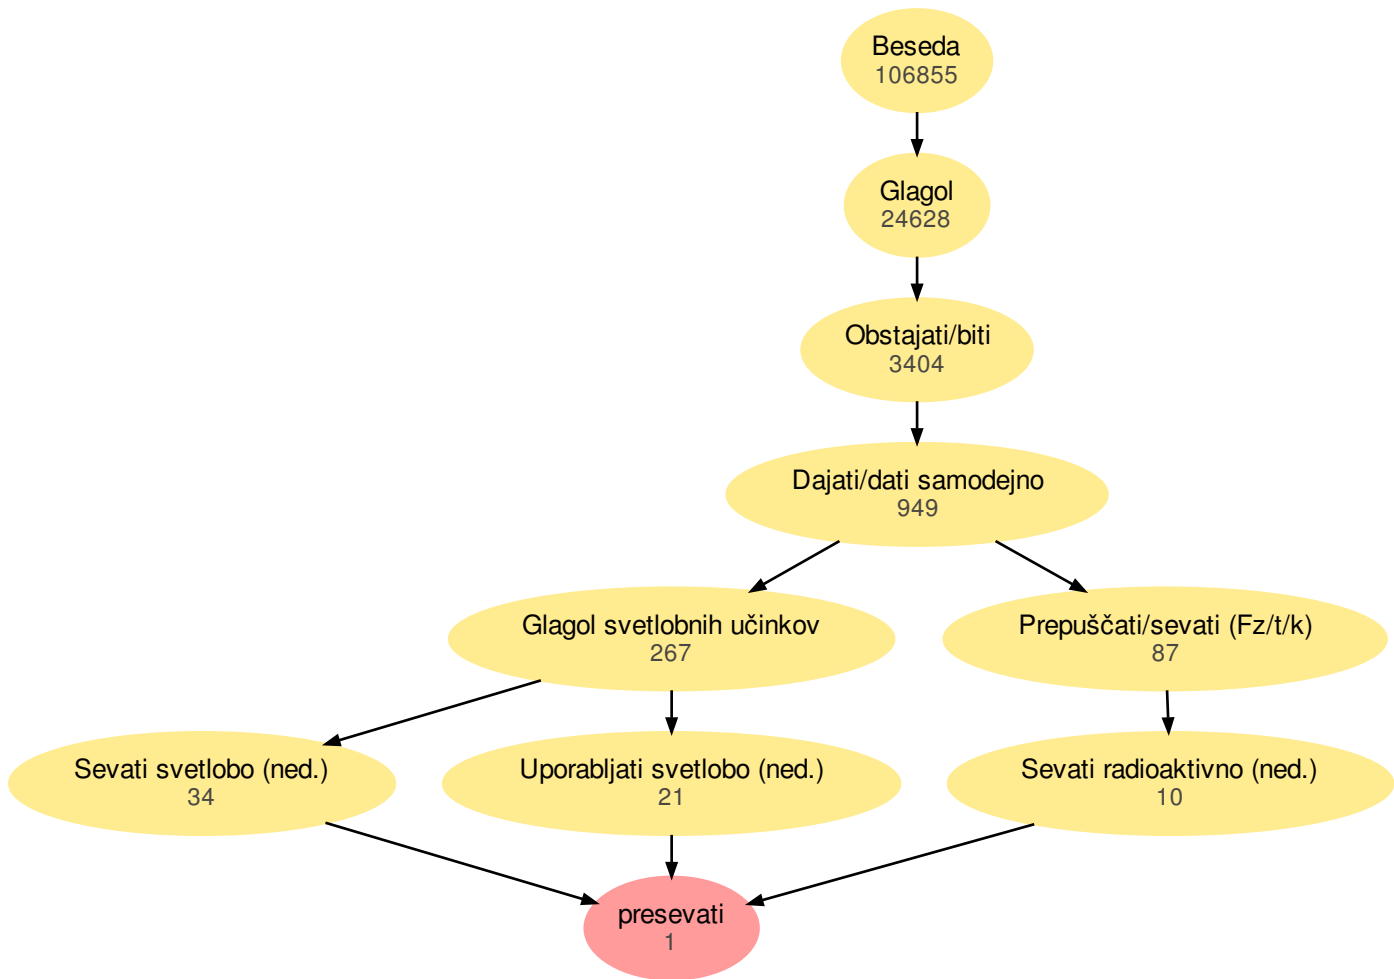 Beseda
106855
Glagol
24628
Obstajati/biti
3404
Dajati/dati samodejno
949
Glagol svetlobnih učinkov
267
Prepuščati/sevati (Fz/t/k)
87
Sevati svetlobo (ned.)
34
Uporabljati svetlobo (ned.)
21
Sevati radioaktivno (ned.)
10
presevati
1